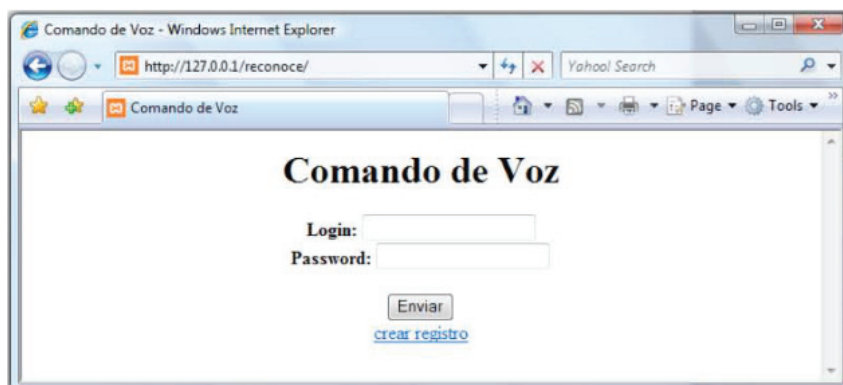 Comando de Voz - Windows Internet Explorer
http://127.0.0.1/reconoce/
Yahoo! Search
Comando de Voz
Page
Tools
Comando de Voz
Login:
Password:
Enviar
crear registro